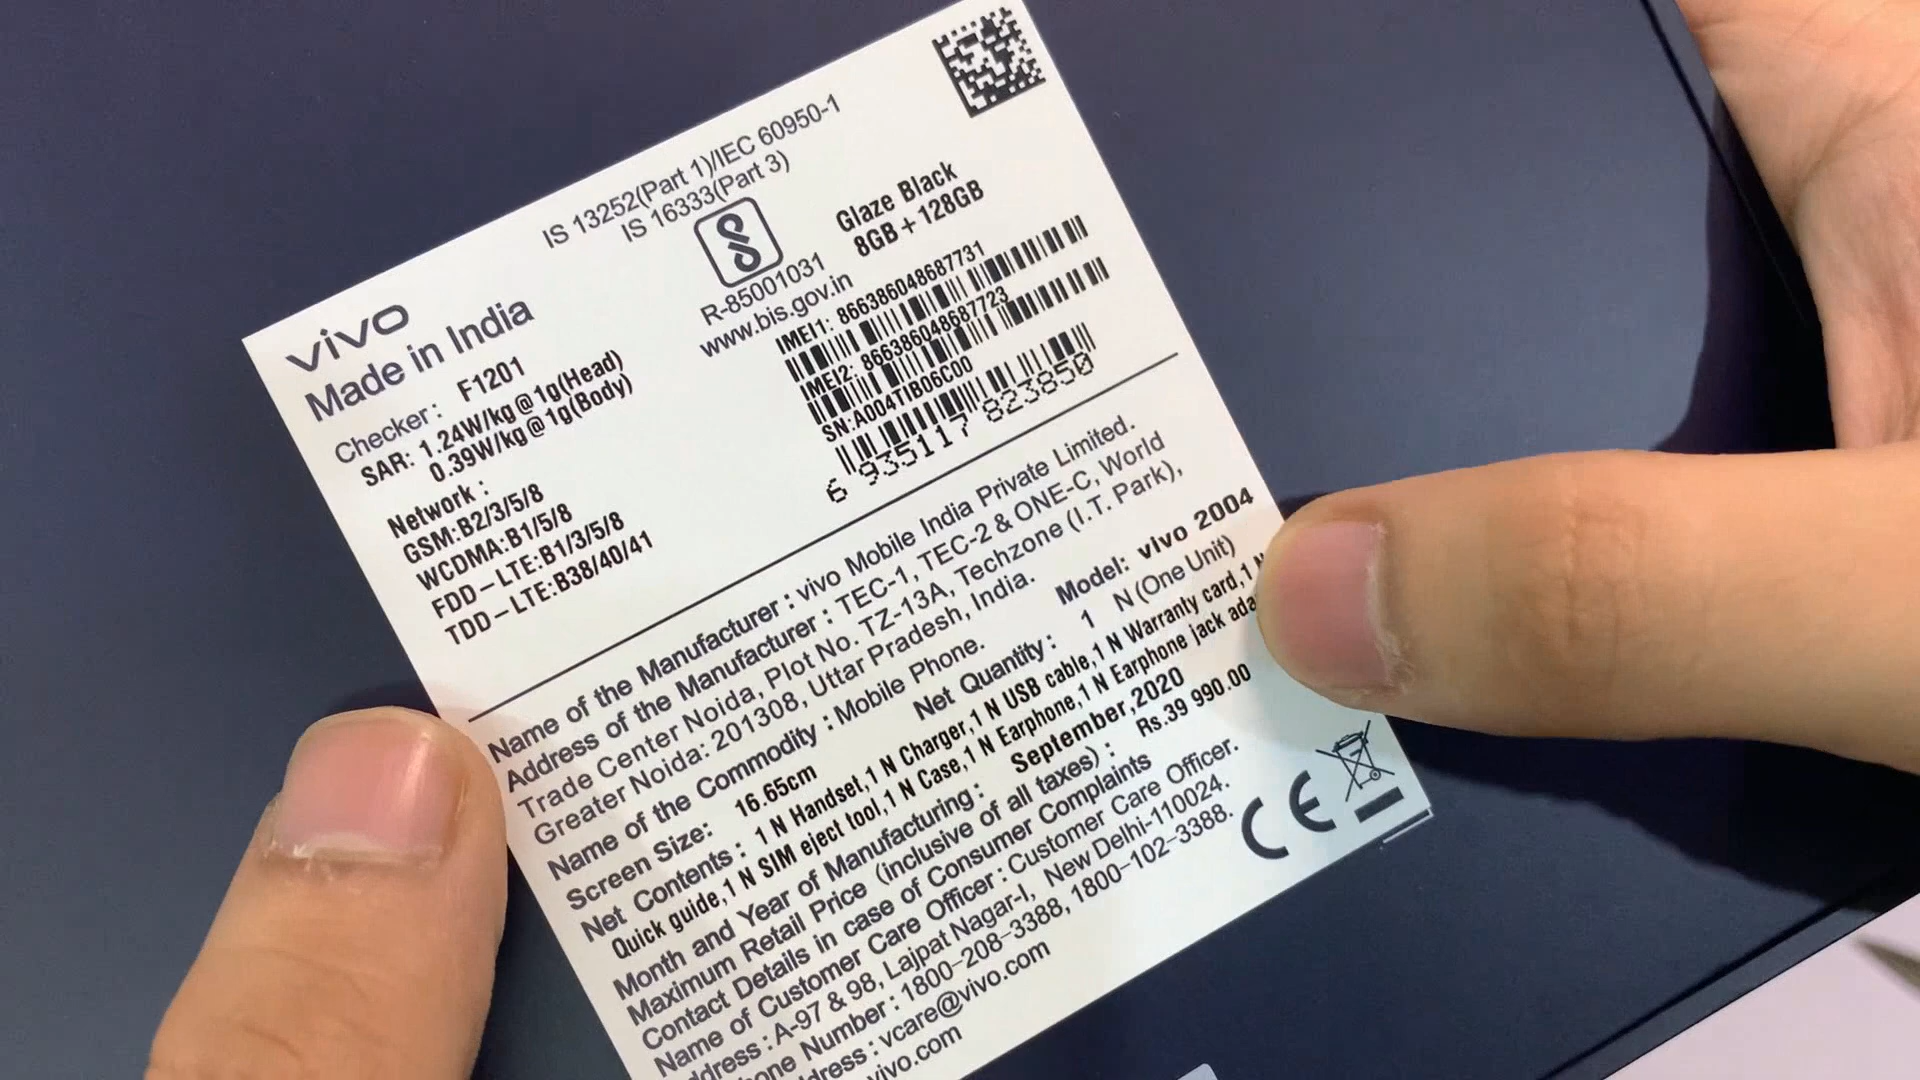 IS 13252(Part 1)/IEC 60950-1
IS 16333(Part 3)
R-85001031
www.bis.gov.in
vivo
Made in India
Checker: F1201
SAR: 1.24W/kg@1g(Head)
0.39W/kg@1g(Body)
Network:
GSM:B2/3/5/8
WCDMA:B1/5/8
FDD-LTE:B1/3/5/8
TDD-LTE:B38/40/41
Glaze Black
8GB+128GB
IMEI1: 866386048687731
IMEI2: 866386048687723
SN:A004TIB06C00
6 935117 823850
Name of the Manufacturer: vivo Mobile India Private Limited.
Address of the Manufacturer: TEC-1, TEC-2 & ONE-C, World
Trade Center Noida, Plot No. TZ-13A, Techzone (I.T. Park),
Greater Noida: 201308, Uttar Pradesh, India.
Name of the Commodity: Mobile Phone. Model: vivo 2004
Screen Size: 16.65cm Net Quantity: 1 N(One Unit)
Net Contents: 1 N Handset,1 N Charger,1 N USB cable,1 N Warranty card,1
Quick guide,1 N SIM eject tool,1 N Case,1 N Earphone,1 N Earphone jack
Month and Year of Manufacturing: September,2020
Maximum Retail Price (inclusive of all taxes): Rs.39 990.00
Contact Details in case of Consumer Complaints
Name of Customer Care Officer: Customer Care Officer.
A-97 & 98, Lajpat Nagar-I, New Delhi-110024.
Number: 1800-208-3388, 1800-102-3388.
vcare@vivo.com
vivo.com
CE